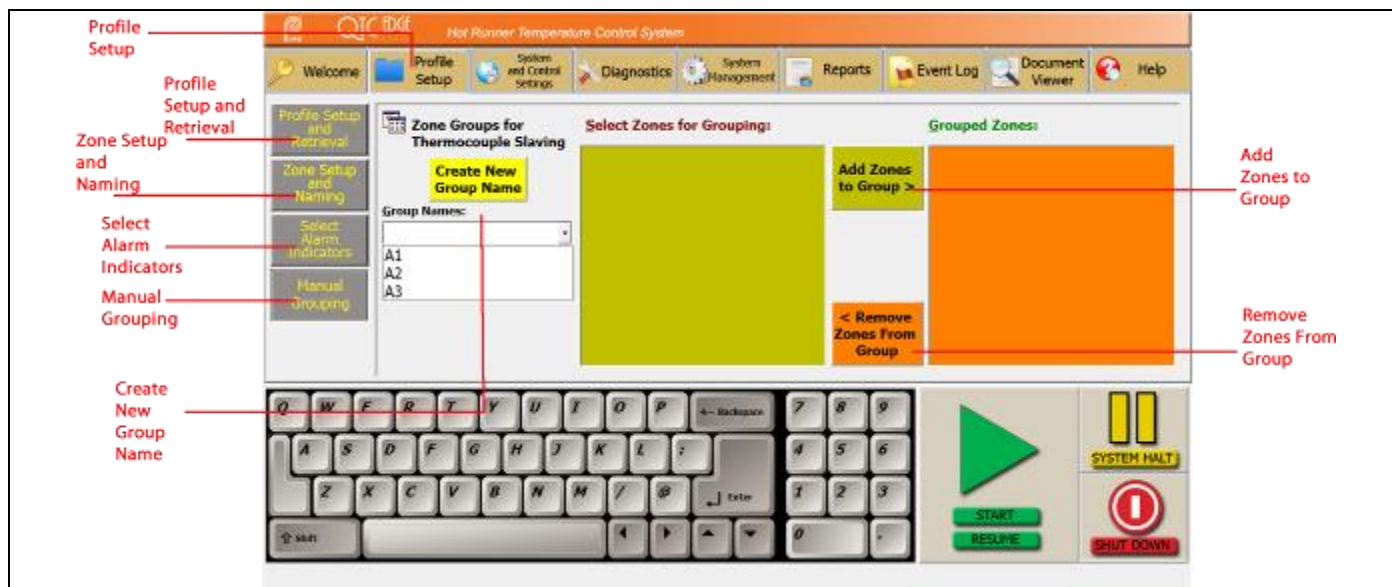 QTC EDGE Hot Runner Temperature Control System
Welcome
Profile
Setup
System
and Control
Settings
Diagnostics
System
Management
Reports
Event Log
Document
Viewer
Help
Profile
Setup
Profile
Setup and
Retrieval
Zone Setup
and
Naming
Select
Alarm
Indicators
Manual
Grouping
Create
New
Group
Name
Profile Setup
and
Retrieval
Zone Setup
and
Naming
Select
Alarm
Indicators
Manual
Grouping
Zone Groups for
Thermocouple Slaving
Create New
Group Name
Group Names:
A1
A2
A3
Select Zones for Grouping:
Add Zones
to Group >
< Remove
Zones From
Group
Grouped Zones:
Add
Zones to
Group
Remove
Zones From
Group
Q W E R T Y U I O P <-- Backspace 7 8 9
A S D F G H J K L : 4 5 6
Z X C V B N M / @ Enter 1 2 3
Shift 0 .
START
RESUME
SYSTEM HALT
SHUT DOWN